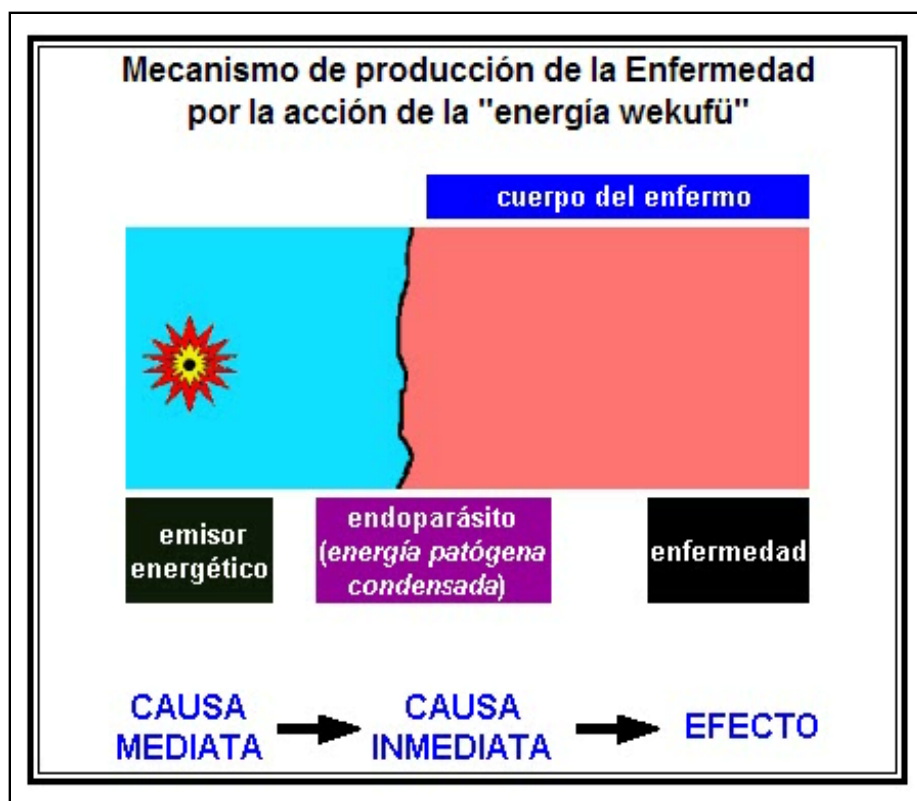 Mecanismo de producción de la Enfermedad
por la acción de la "energía wekufü"
cuerpo del enfermo
emisor
energético
endoparásito
(energía patógena
condensada)
enfermedad
CAUSA
MEDIATA
CAUSA
INMEDIATA
EFECTO